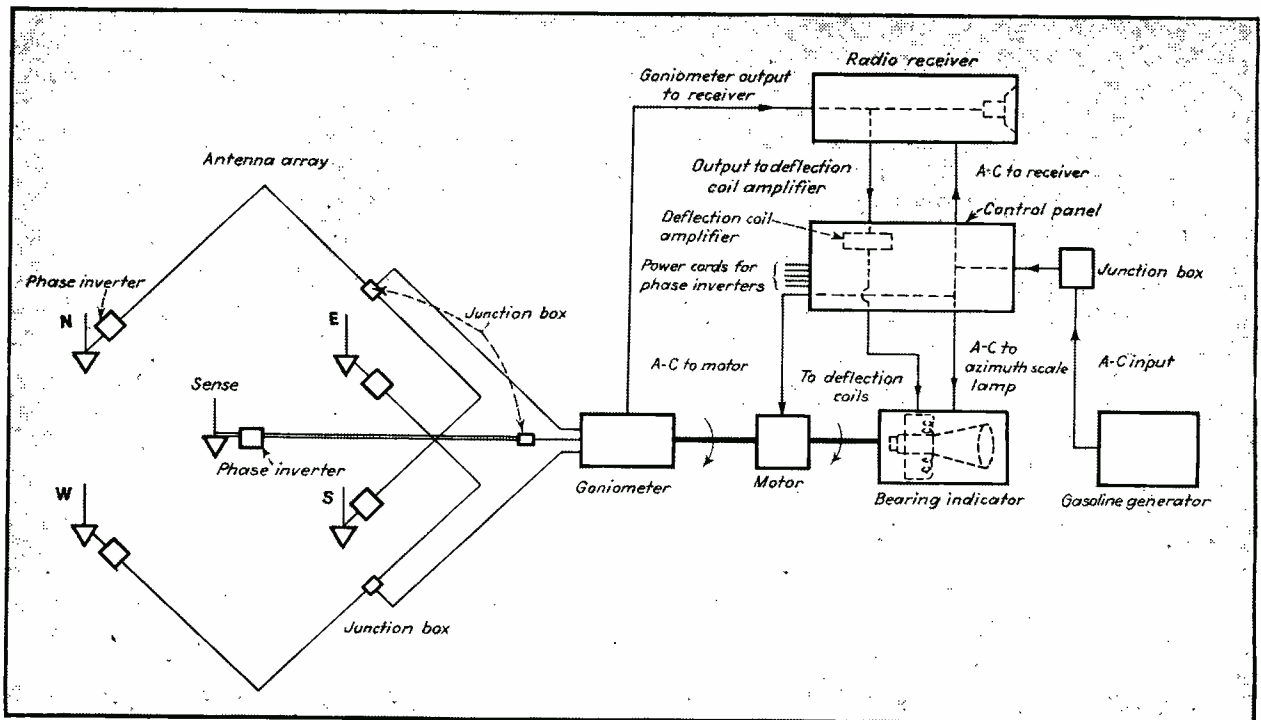 Radio receiver
Goniometer output
to receiver
Antenna array
Output to deflection
coil amplifier
A-C to receiver
Control panel
Deflection coil
amplifier
Power cords for
phase inverters
Junction box
Phase inverter
N
E
Junction box
A-C to motor
To deflection
coils
A-C to
azimuth scale
lamp
A-C input
Sense
Phase inverter
W
S
Goniometer
Motor
Bearing indicator
Gasoline generator
Junction box